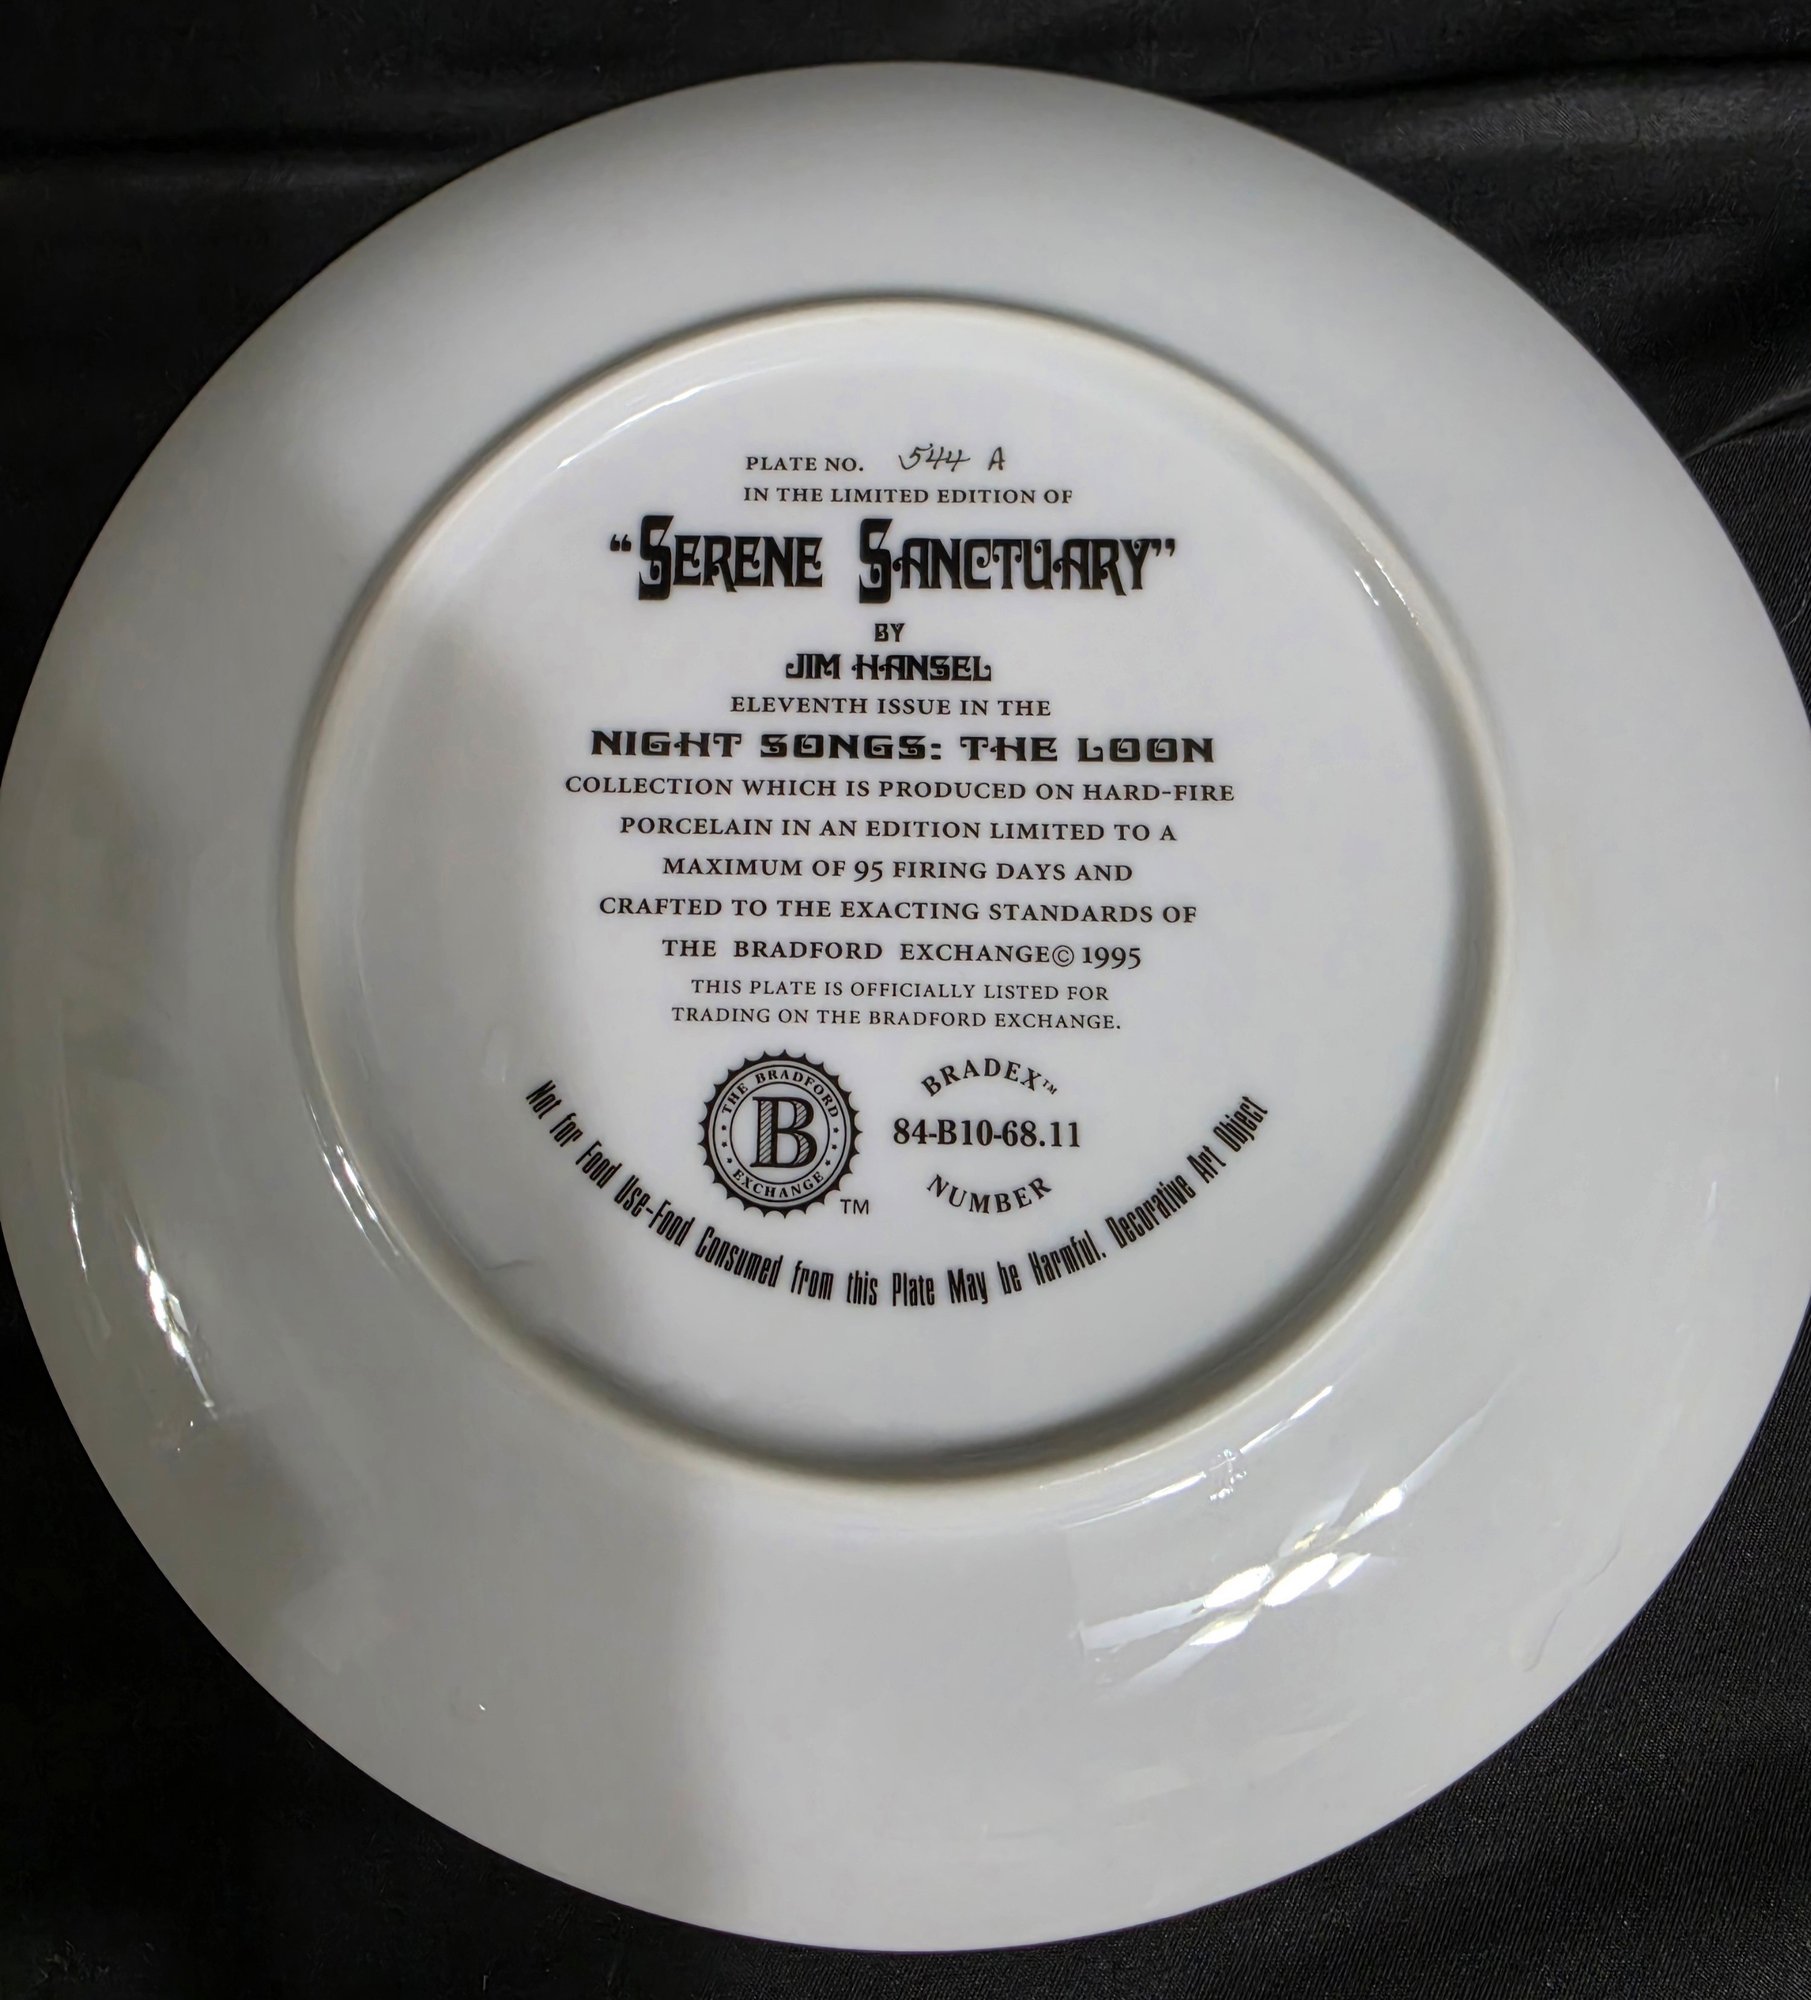 PLATE NO. 544 A
IN THE LIMITED EDITION OF
“SERENE SANCTUARY”
BY
JIM HANSEL
ELEVENTH ISSUE IN THE
NIGHT SONGS: THE LOON
COLLECTION WHICH IS PRODUCED ON HARD-FIRE
PORCELAIN IN AN EDITION LIMITED TO A
MAXIMUM OF 95 FIRING DAYS AND
CRAFTED TO THE EXACTING STANDARDS OF
THE BRADFORD EXCHANGE © 1995
THIS PLATE IS OFFICIALLY LISTED FOR
TRADING ON THE BRADFORD EXCHANGE.
THE BRADFORD
B
EXCHANGE
TM
BRADEX™
84-B10-68.11
NUMBER
Not for Food Use-Food Consumed from this Plate May be Harmful. Decorative Art Object